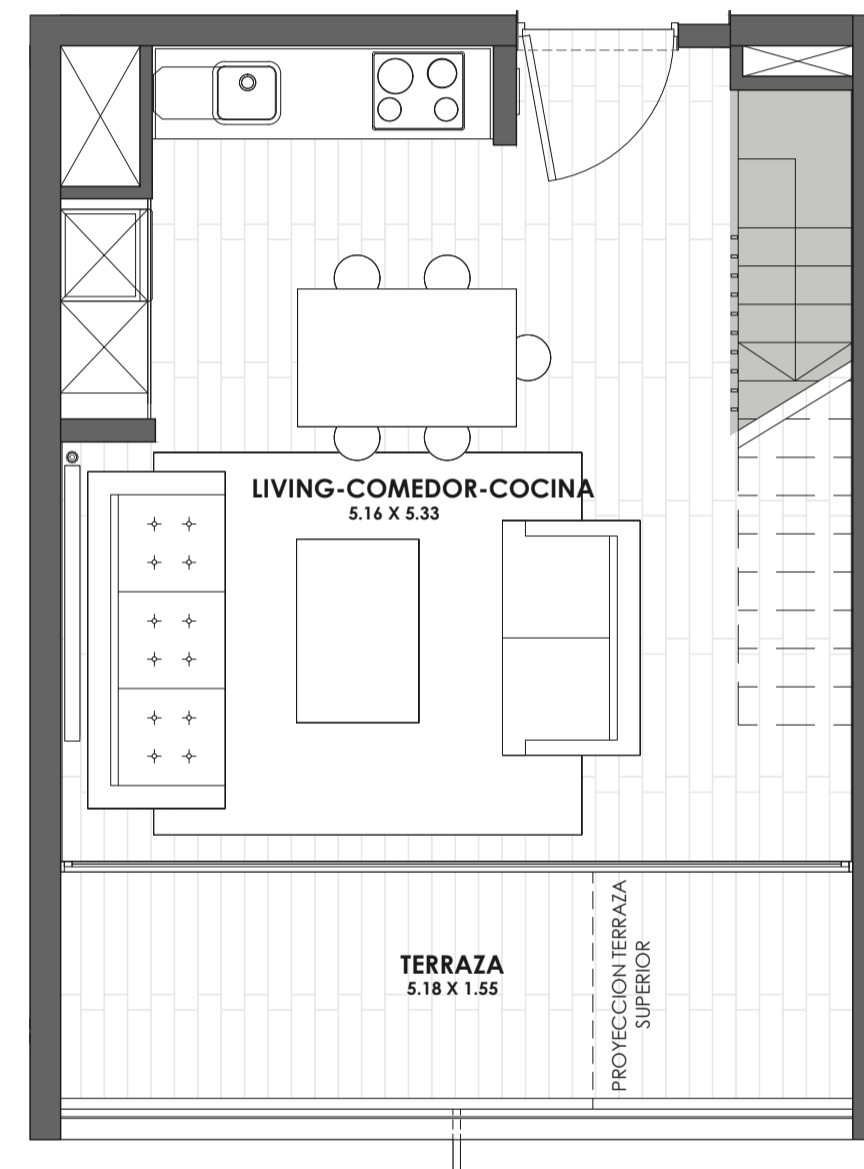 LIVING-COMEDOR-COCINA
5.16 X 5.33
TERRAZA
5.18 X 1.55
PROYECCION TERRAZA
SUPERIOR